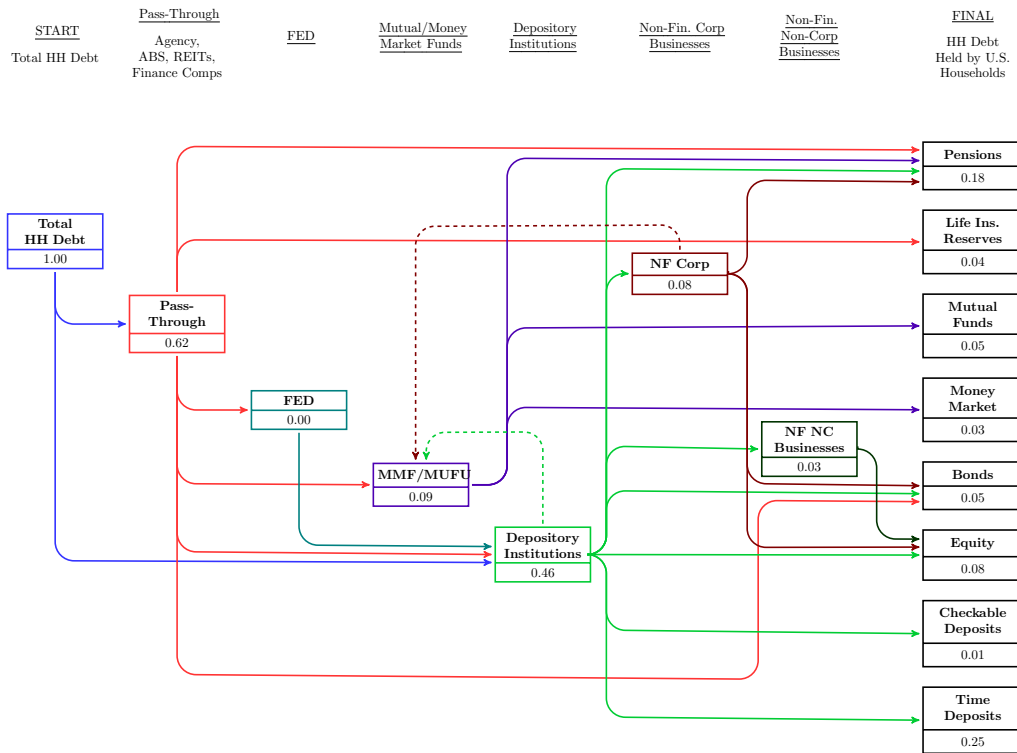 START
Total HH Debt
Pass-Through
Agency,
ABS, REITs,
Finance Comps
FED
Mutual/Money
Market Funds
Depository
Institutions
Non-Fin. Corp
Businesses
Non-Fin.
Non-Corp
Businesses
FINAL
HH Debt
Held by U.S.
Households
Total
HH Debt
1.00
Pass-
Through
0.62
FED
0.00
MMF/MUFU
0.09
Depository
Institutions
0.46
NF Corp
0.08
NF NC
Businesses
0.03
Pensions
0.18
Life Ins.
Reserves
0.04
Mutual
Funds
0.05
Money
Market
0.03
Bonds
0.05
Equity
0.08
Checkable
Deposits
0.01
Time
Deposits
0.25